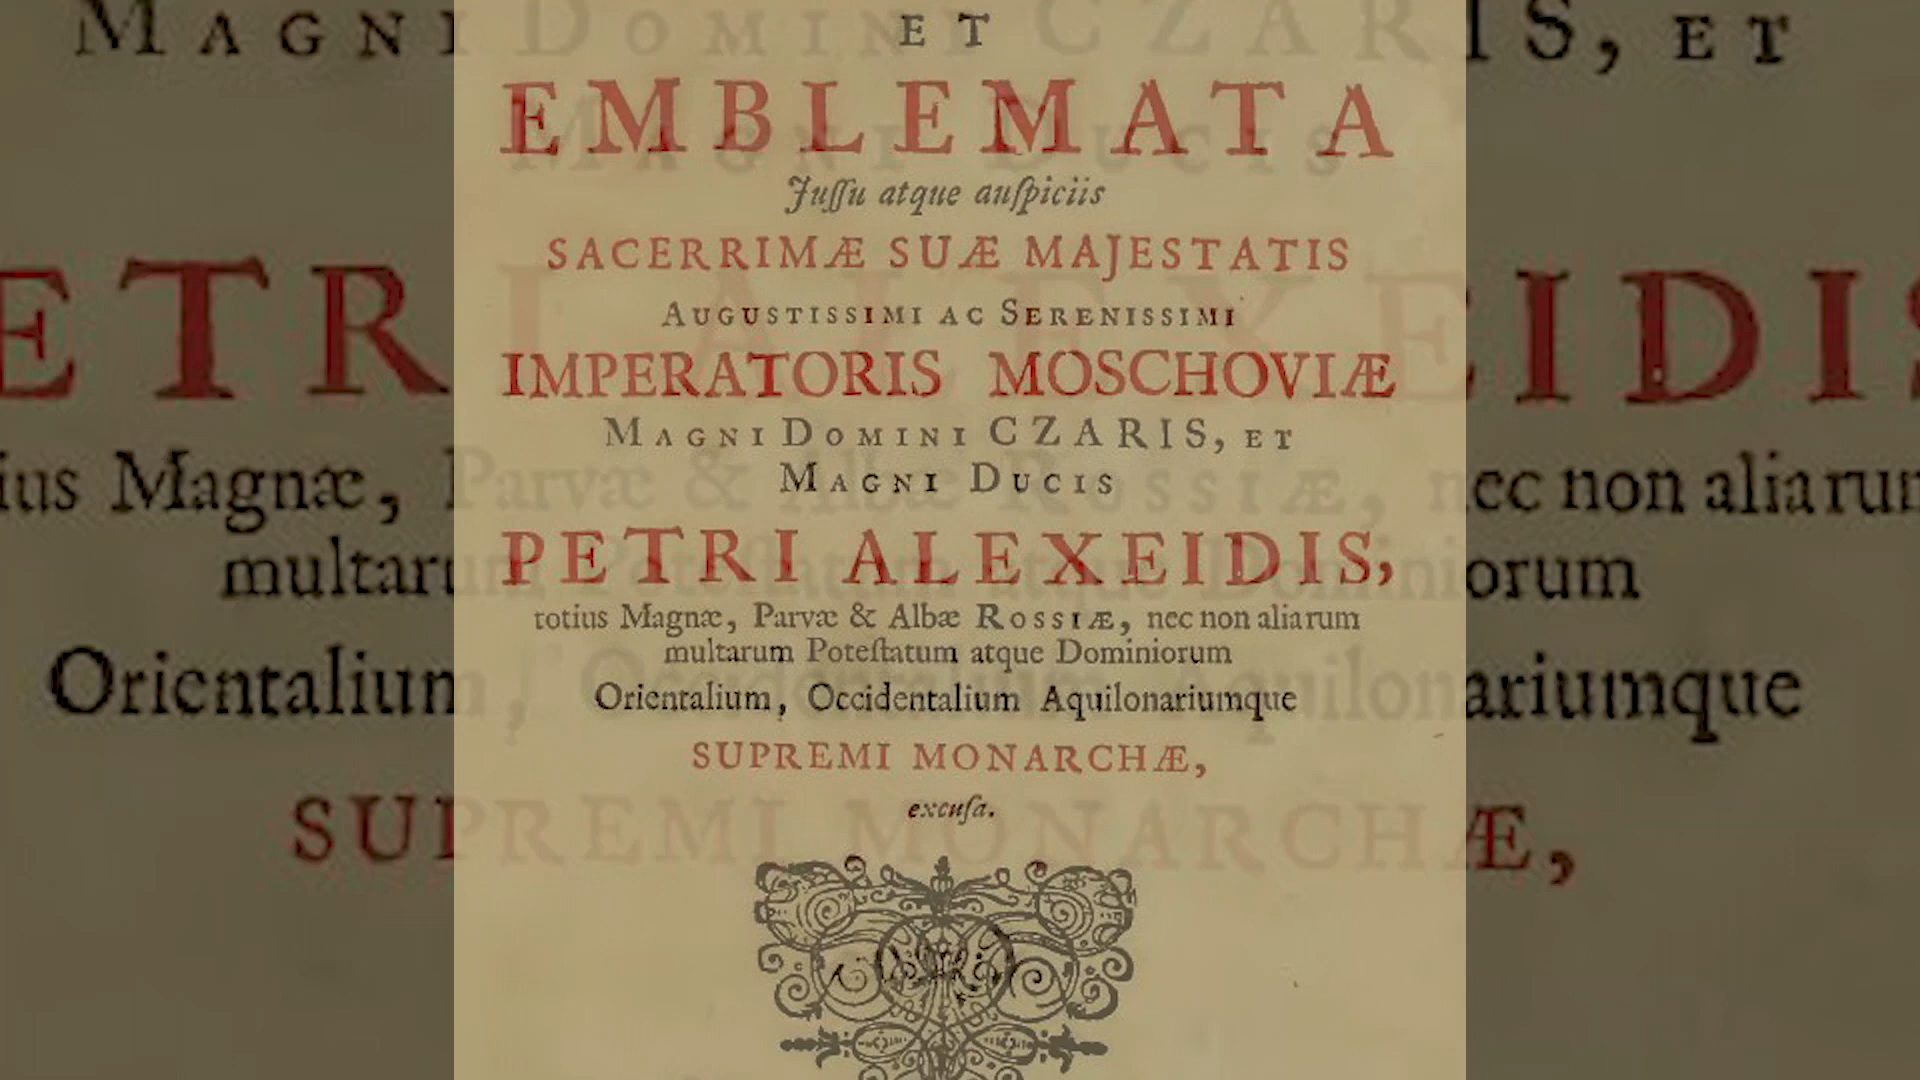 ET
EMBLEMATA
Juſſu atque auſpiciis
SACERRIMÆ SUÆ MAJESTATIS
AUGUSTISSIMI AC SERENISSIMI
IMPERATORIS MOSCHOVIÆ
MAGNI DOMINI CZARIS, ET
MAGNI DUCIS
PETRI ALEXEIDIS,
totius Magnæ, Parvæ & Albæ ROSSIÆ, nec non aliarum
multarum Poteſtatum atque Dominiorum
Orientalium, Occidentalium Aquilonariumque
SUPREMI MONARCHÆ,
excuſa.